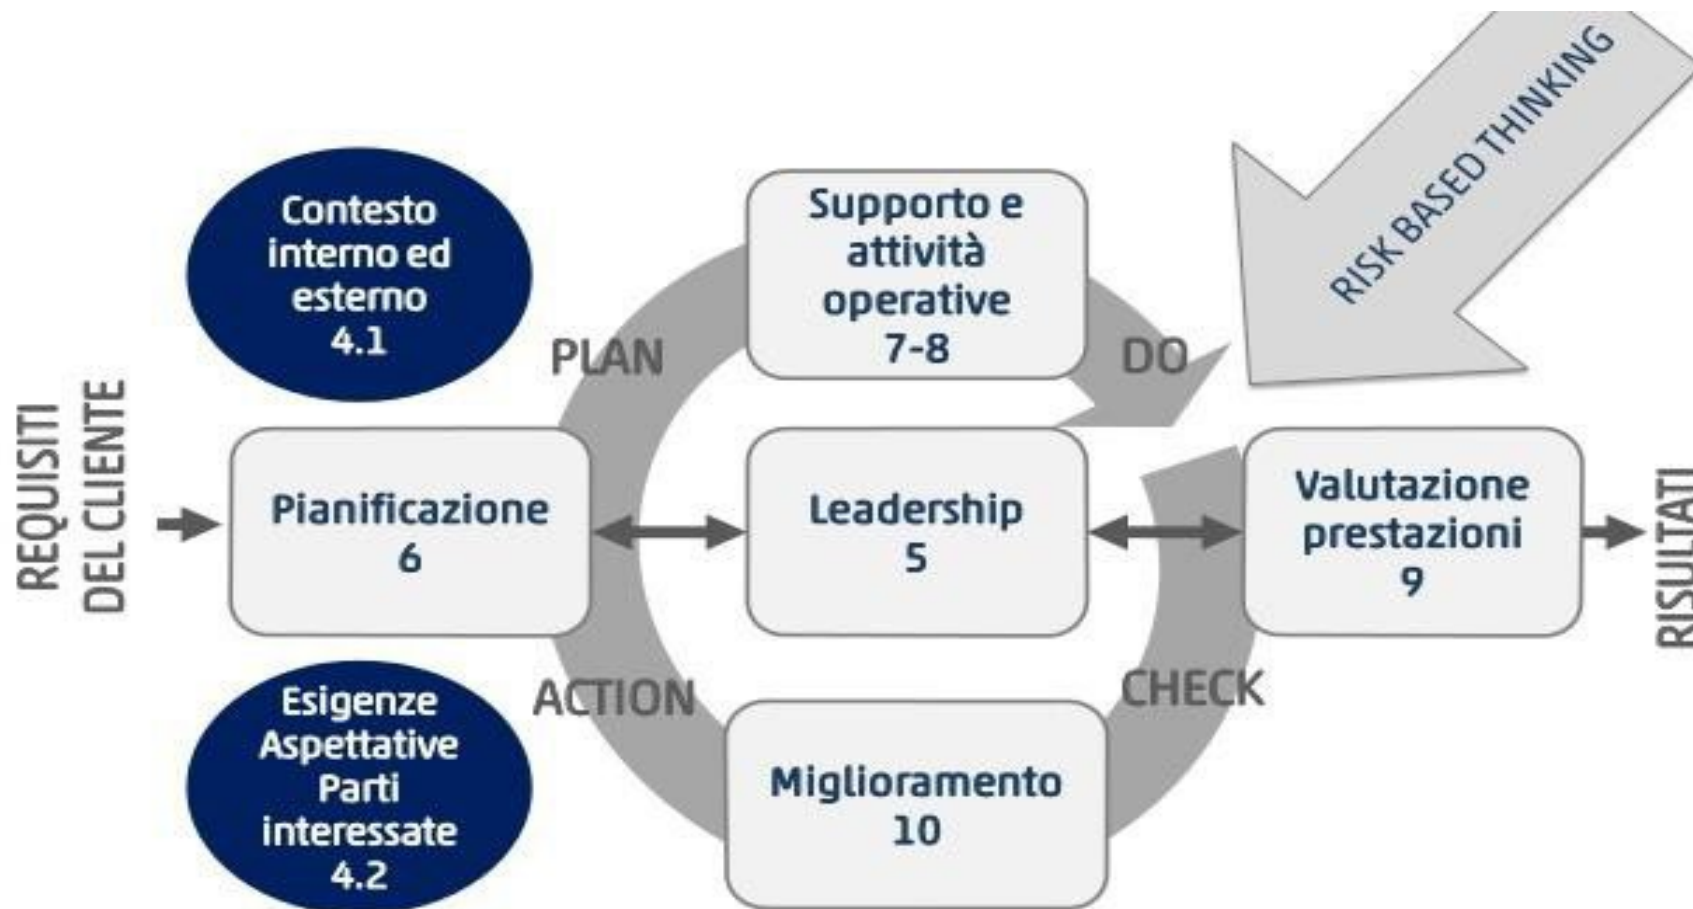 RISK BASED THINKING
Contesto
interno ed
esterno
4.1
Supporto e
attività
operative
7-8
PLAN
DO
REQUISITI
DEL CLIENTE
Pianificazione
6
Leadership
5
Valutazione
prestazioni
9
RISULTATI
Esigenze
Aspettative
Parti
interessate
4.2
ACTION
CHECK
Miglioramento
10